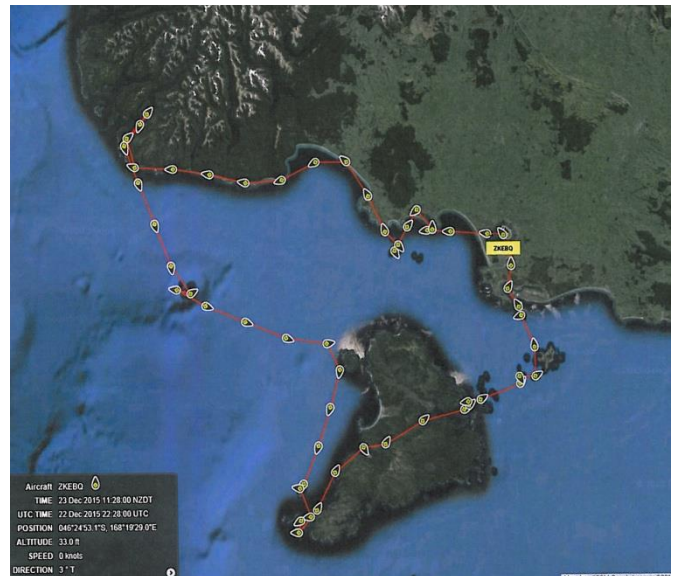 ZKEBQ
Aircraft ZKEBQ
TIME 23 Dec 2015 11:28:00 NZDT
UTC TIME 22 Dec 2015 22:28:00 UTC
POSITION 046°24'53.1"S, 168°19'29.0"E
ALTITUDE 33.0 ft
SPEED 0 knots
DIRECTION 3 °T